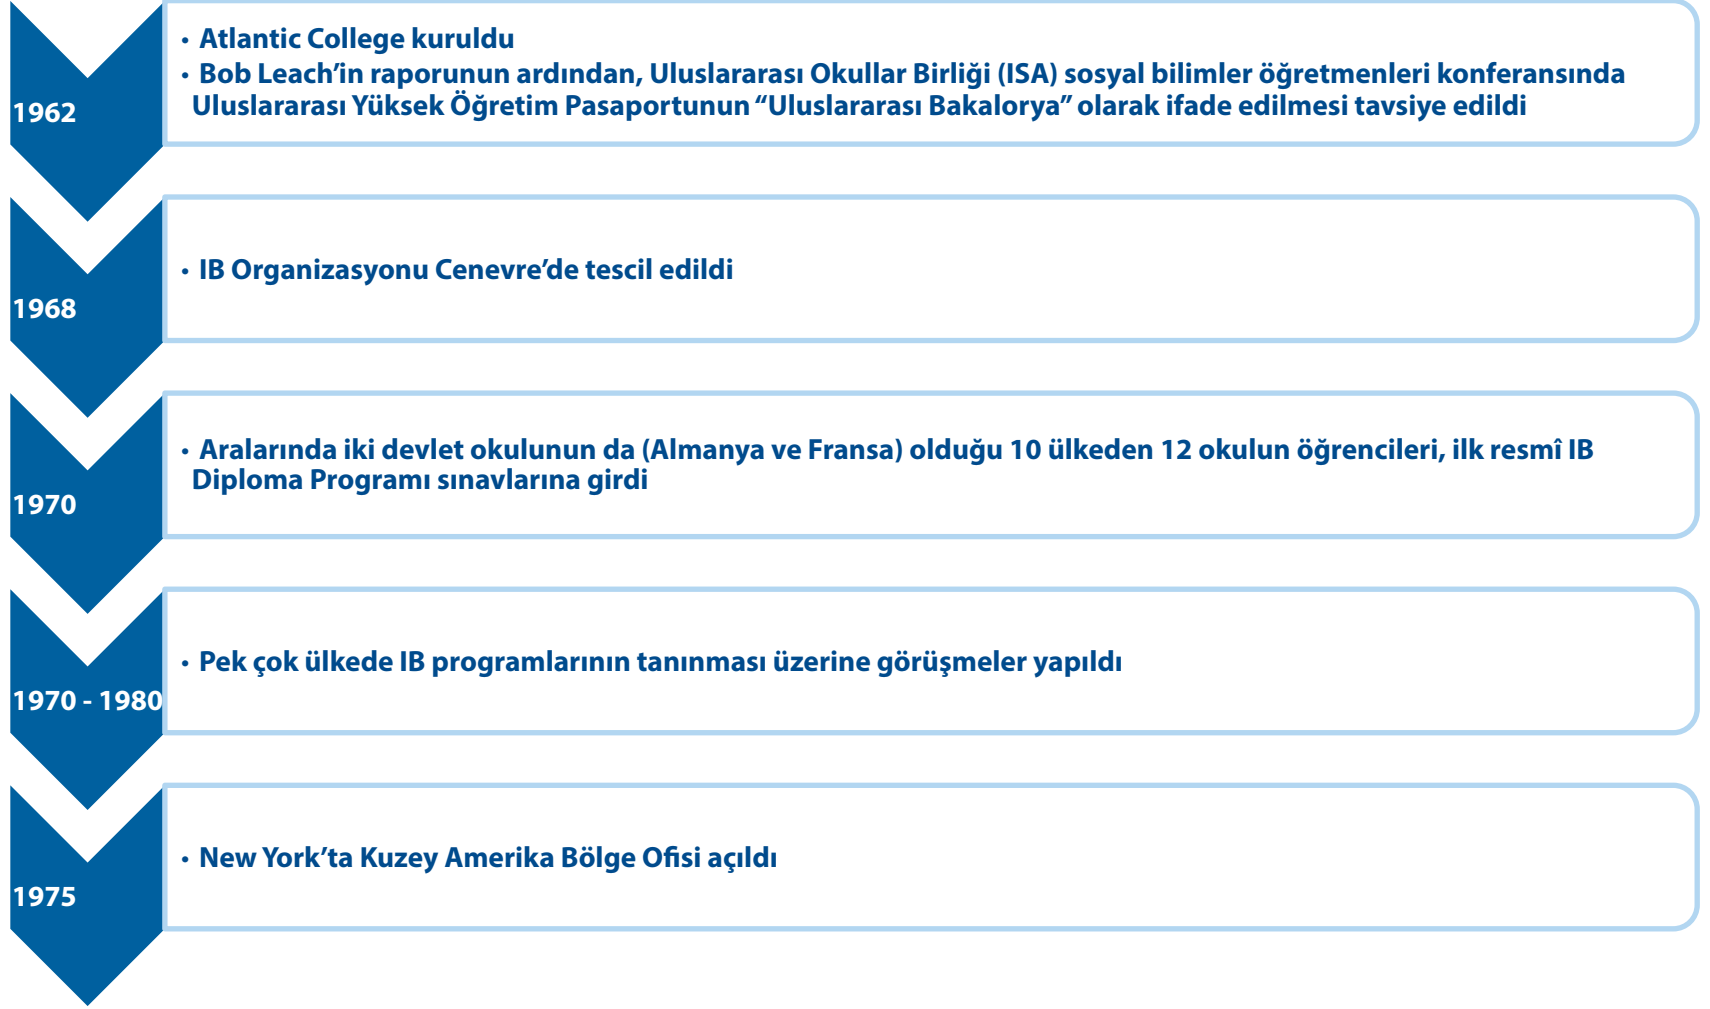 1962
• Atlantic College kuruldu
• Bob Leach’in raporunun ardından, Uluslararası Okullar Birliği (ISA) sosyal bilimler öğretmenleri konferansında
Uluslararası Yüksek Öğretim Pasaportunun “Uluslararası Bakalorya” olarak ifade edilmesi tavsiye edildi
1968
• IB Organizasyonu Cenevre’de tescil edildi
1970
• Aralarında iki devlet okulunun da (Almanya ve Fransa) olduğu 10 ülkeden 12 okulun öğrencileri, ilk resmî IB
Diploma Programı sınavlarına girdi
1970 - 1980
• Pek çok ülkede IB programlarının tanınması üzerine görüşmeler yapıldı
1975
• New York’ta Kuzey Amerika Bölge Ofisi açıldı